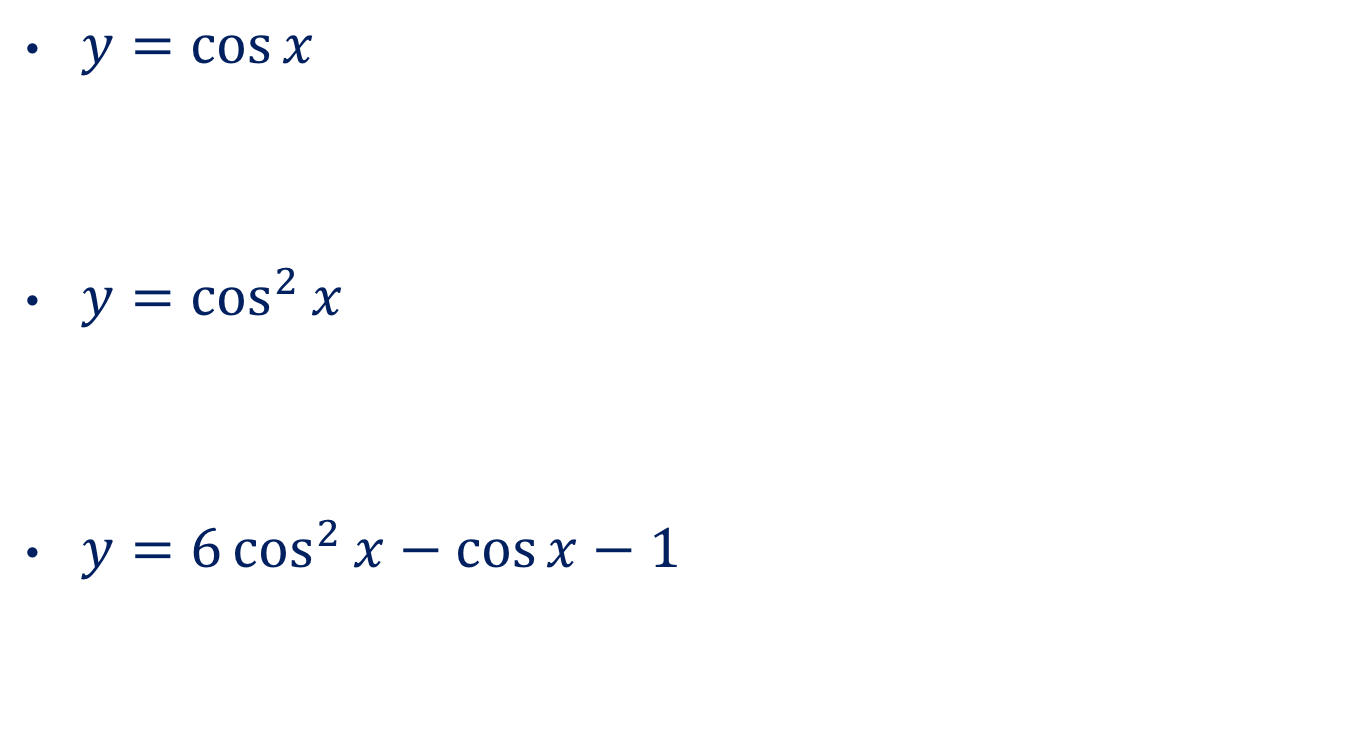 • y = cos x
• y = cos² x
• y = 6 cos² x − cos x − 1